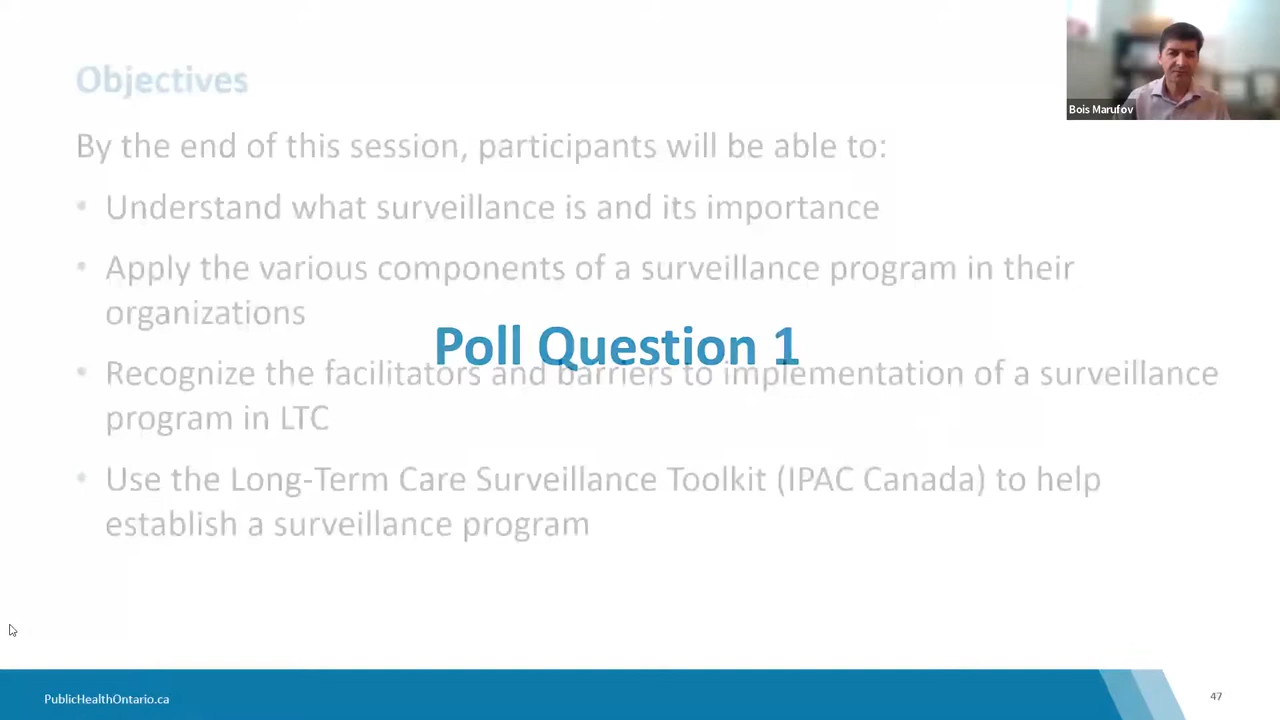 Objectives
Bois Marufov
By the end of this session, participants will be able to:
• Understand what surveillance is and its importance
• Apply the various components of a surveillance program in their
organizations
Poll Question 1
• Recognize the facilitators and barriers to implementation of a surveillance
program in LTC
• Use the Long-Term Care Surveillance Toolkit (IPAC Canada) to help
establish a surveillance program
PublicHealthOntario.ca
47